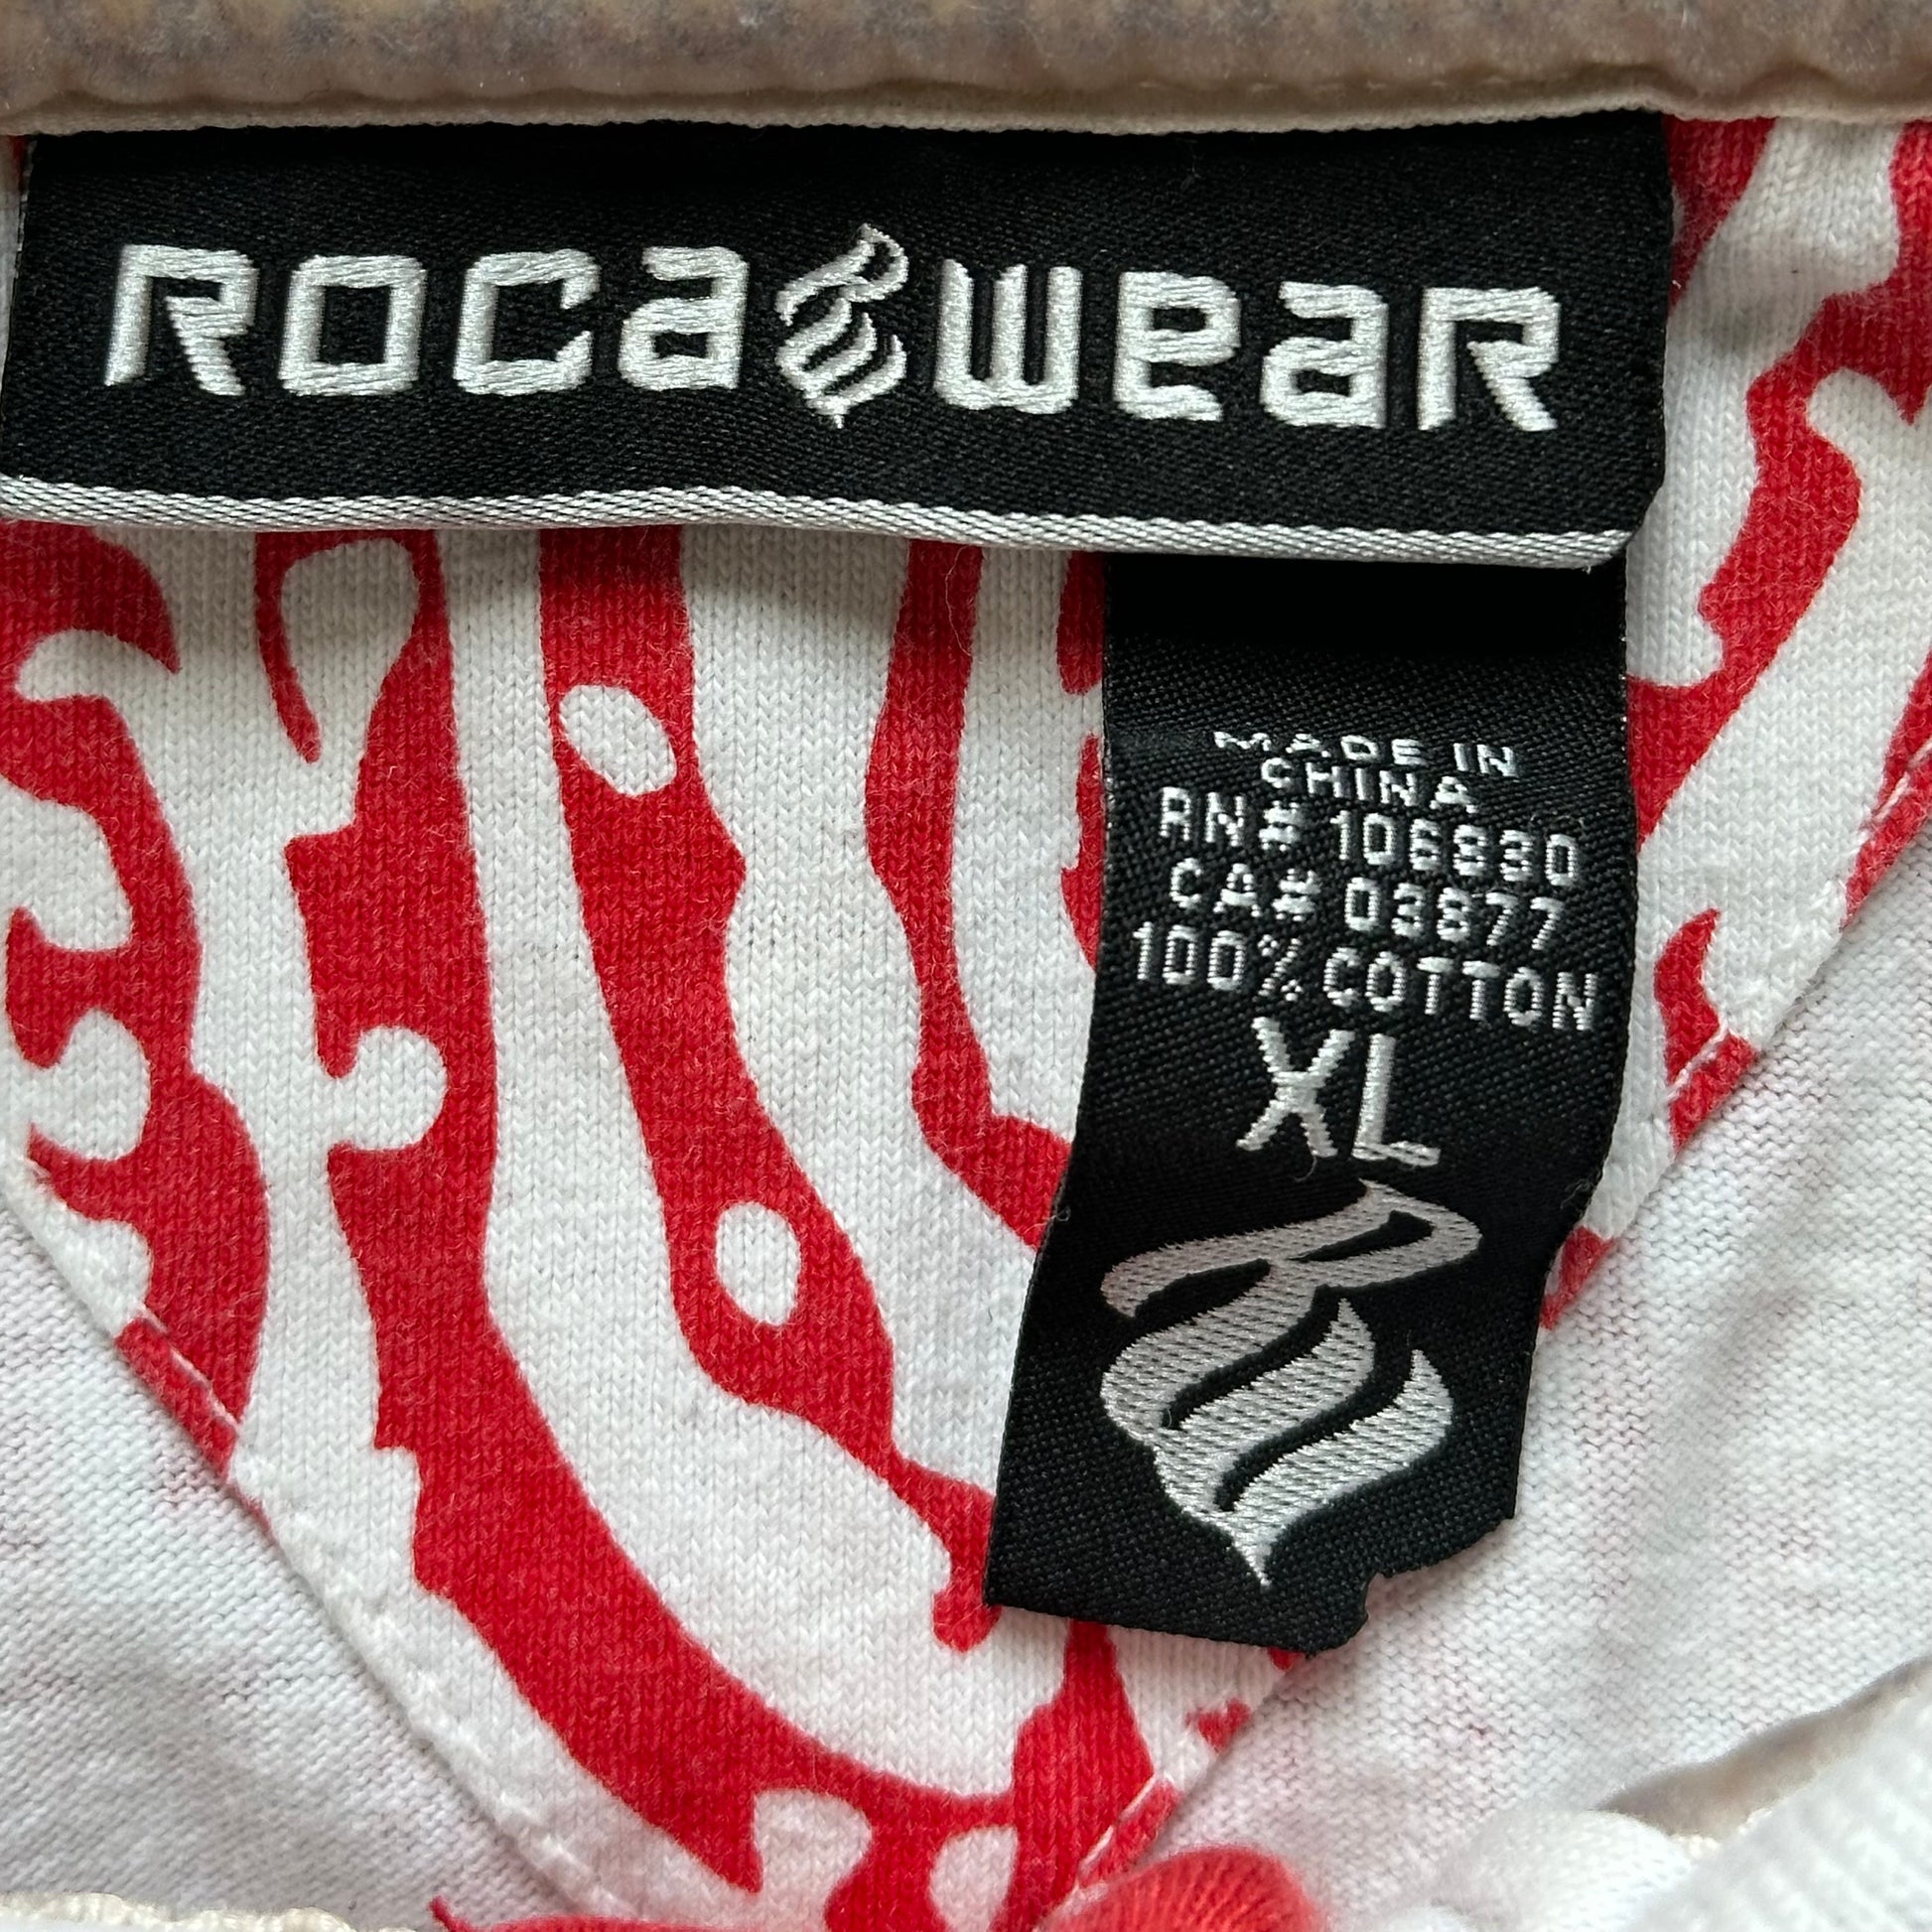 ROCAWEAR
MADE IN
CHINA
RN# 106830
CA# 03877
100% COTTON
XL
R